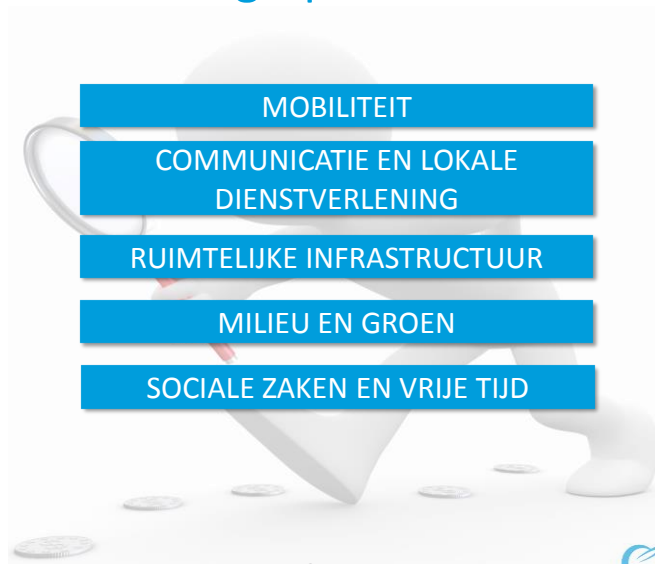 MOBILITEIT
COMMUNICATIE EN LOKALE
DIENSTVERLENING
RUIMTELIJKE INFRASTRUCTUUR
MILIEU EN GROEN
SOCIALE ZAKEN EN VRIJE TIJD